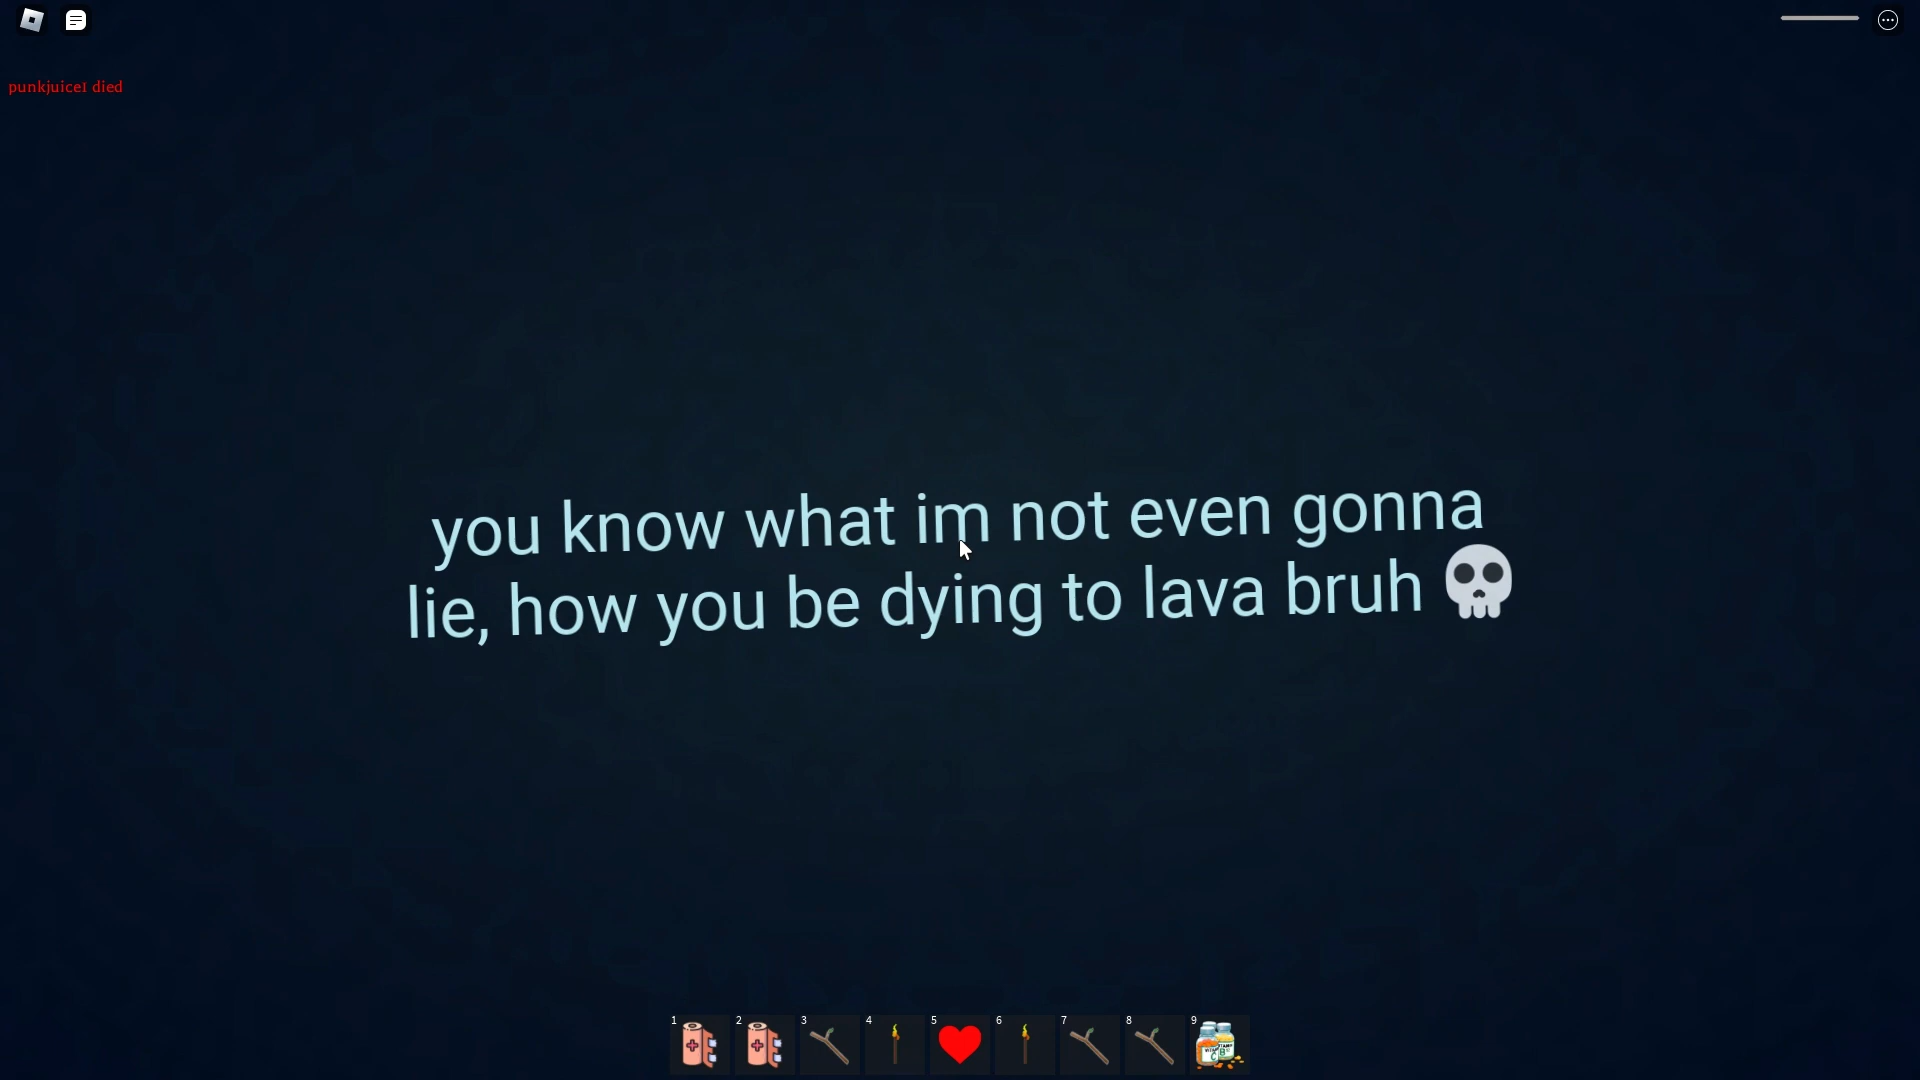 punkjuice1 died
you know what im not even gonna
lie, how you be dying to lava bruh 💀
1 2 3 4 5 6 7 8 9